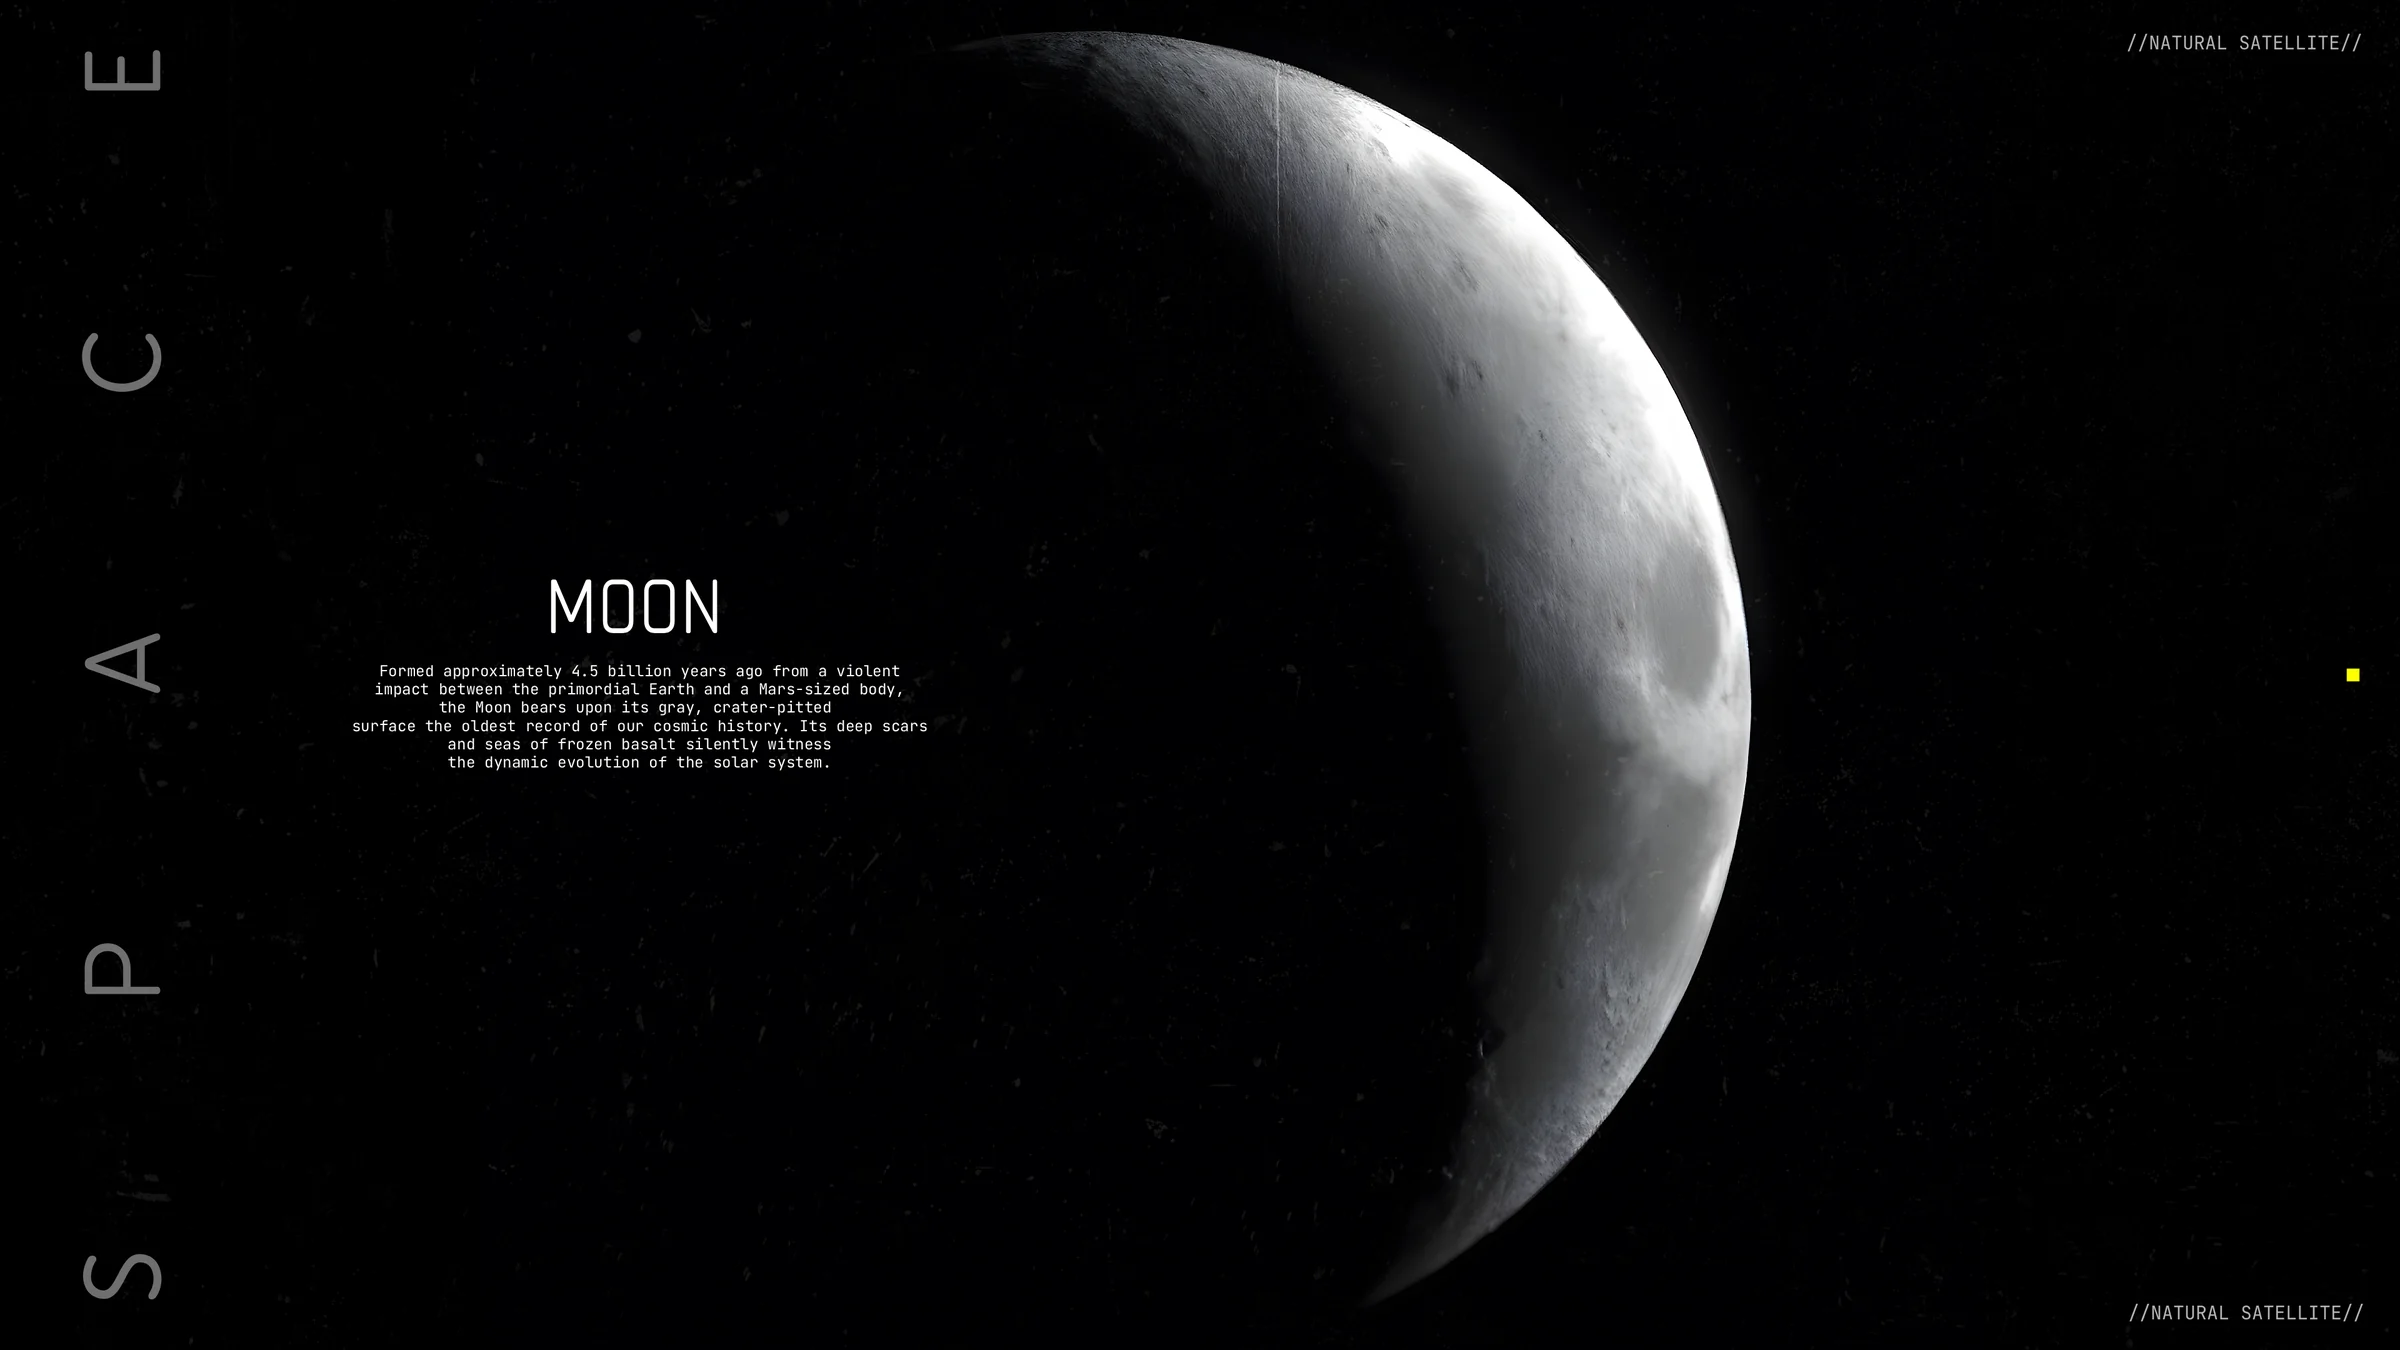 SPACE
//NATURAL SATELLITE//
MOON
Formed approximately 4.5 billion years ago from a violent
impact between the primordial Earth and a Mars-sized body,
the Moon bears upon its gray, crater-pitted
surface the oldest record of our cosmic history. Its deep scars
and seas of frozen basalt silently witness
the dynamic evolution of the solar system.
//NATURAL SATELLITE//